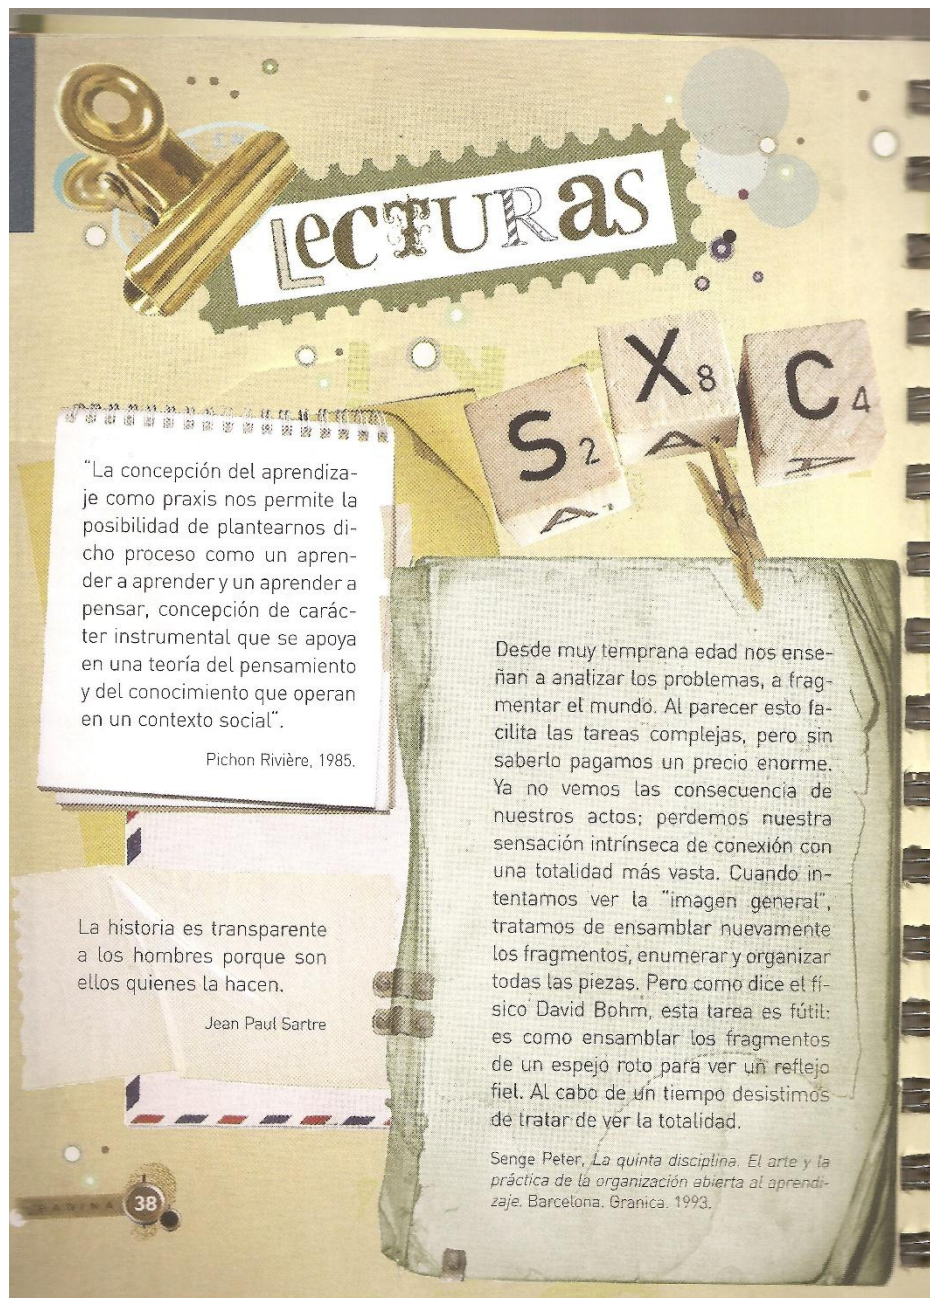 LecTURas
S2
X8
C4
A
A
A
"La concepción del aprendiza-
je como praxis nos permite la
posibilidad de plantearnos di-
cho proceso como un apren-
der a aprender y un aprender a
pensar, concepción de carác-
ter instrumental que se apoya
en una teoría del pensamiento
y del conocimiento que operan
en un contexto social".
Pichon Rivière, 1985.
La historia es transparente
a los hombres porque son
ellos quienes la hacen.
Jean Paul Sartre
Desde muy temprana edad nos ense-
ñan a analizar los problemas, a frag-
mentar el mundo. Al parecer esto fa-
cilita las tareas complejas, pero sin
saberlo pagamos un precio enorme.
Ya no vemos las consecuencia de
nuestros actos; perdemos nuestra
sensación intrínseca de conexión con
una totalidad más vasta. Cuando in-
tentamos ver la "imagen general",
tratamos de ensamblar nuevamente
los fragmentos, enumerar y organizar
todas las piezas. Pero como dice el fí-
sico David Bohm, esta tarea es fútil:
es como ensamblar los fragmentos
de un espejo roto para ver un reflejo
fiel. Al cabo de un tiempo desistimos
de tratar de ver la totalidad.
Senge Peter, La quinta disciplina. El arte y la
práctica de la organización abierta al aprendi-
zaje. Barcelona. Granica. 1993.
PAGINA 38